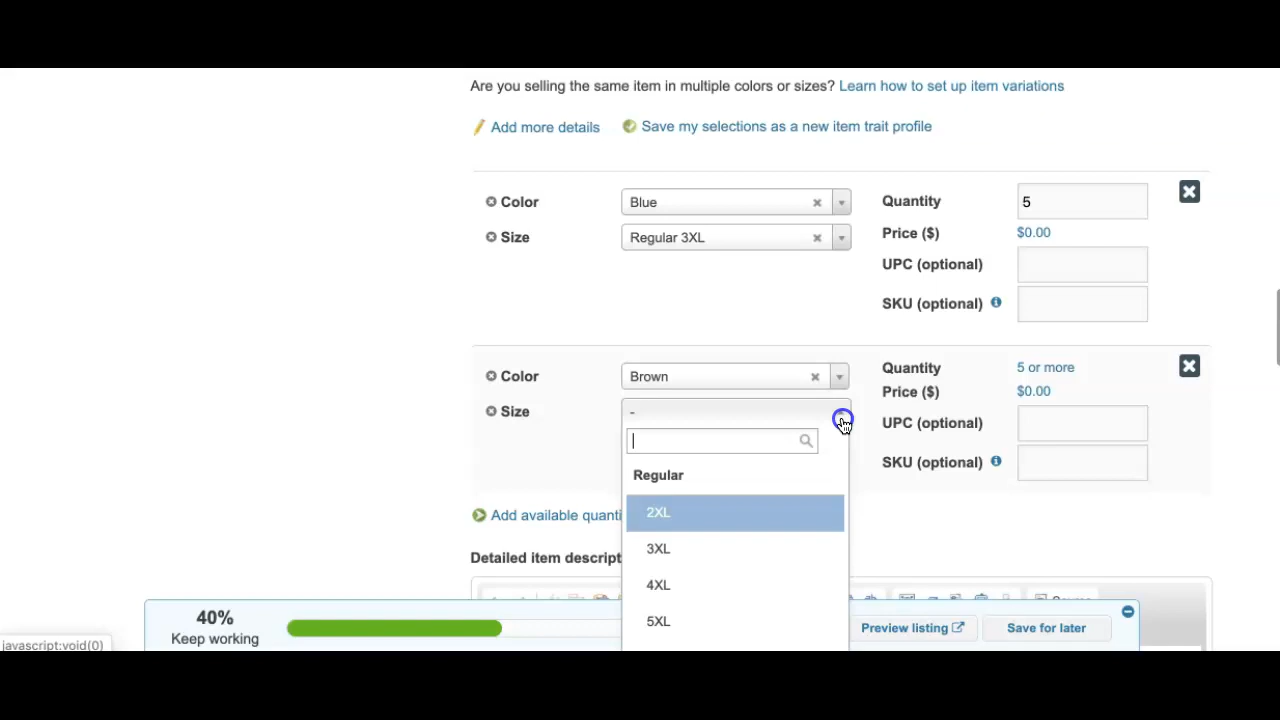 Are you selling the same item in multiple colors or sizes? Learn how to set up item variations
Add more details Save my selections as a new item trait profile
Color Blue Quantity 5
Size Regular 3XL Price ($) $0.00
UPC (optional)
SKU (optional)
Color Brown Quantity 5 or more
Price ($) $0.00
Size -
UPC (optional)
SKU (optional)
Regular
2XL
3XL
4XL
5XL
Add available quanti
Detailed item descript
40%
Keep working
Preview listing Save for later
javascript:void(0)